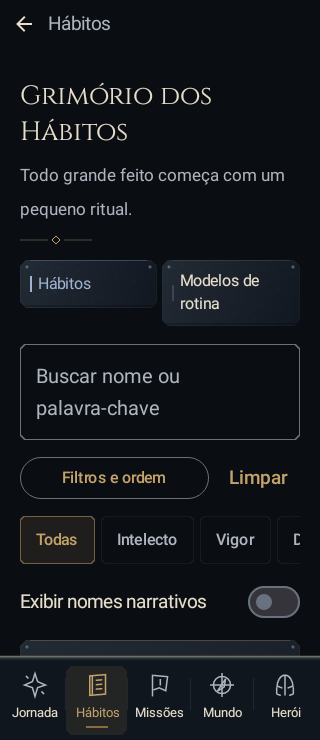 Hábitos
Grimório dos
Hábitos
Todo grande feito começa com um
pequeno ritual.
Hábitos
Modelos de
rotina
Buscar nome ou
palavra-chave
Filtros e ordem
Limpar
Todas
Intelecto
Vigor
D
Exibir nomes narrativos
Jornada
Hábitos
Missões
Mundo
Herói